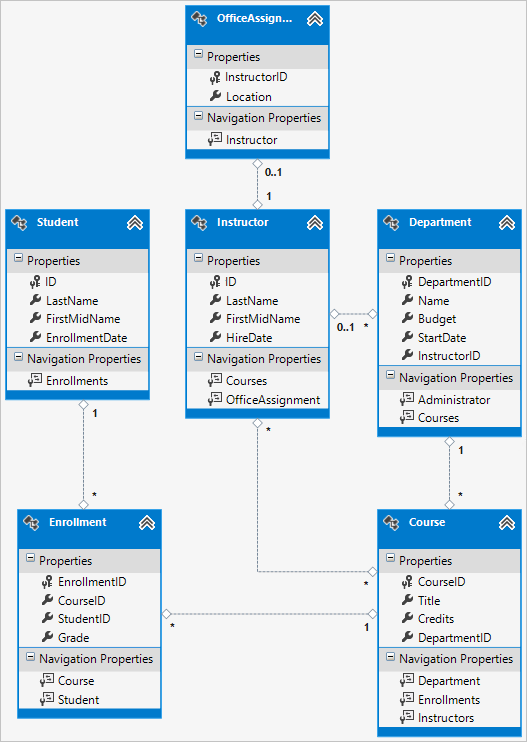 OfficeAssign...
Properties
InstructorID
Location
Navigation Properties
Instructor
0..1
1
Student
Properties
ID
LastName
FirstMidName
EnrollmentDate
Navigation Properties
Enrollments
Instructor
Properties
ID
LastName
FirstMidName
HireDate
Navigation Properties
Courses
OfficeAssignment
0..1 *
Department
Properties
DepartmentID
Name
Budget
StartDate
InstructorID
Navigation Properties
Administrator
Courses
1
*
*
1
*
Enrollment
Properties
EnrollmentID
CourseID
StudentID
Grade
Navigation Properties
Course
Student
*
* 1
Course
Properties
CourseID
Title
Credits
DepartmentID
Navigation Properties
Department
Enrollments
Instructors